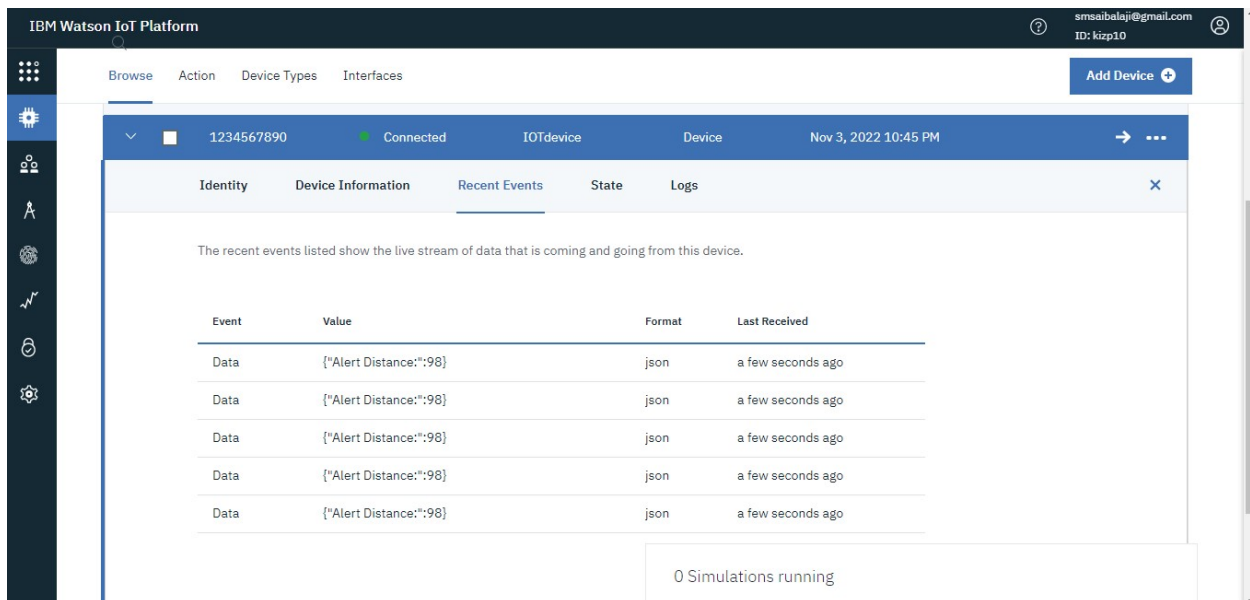 IBM Watson IoT Platform
smsaibalaji@gmail.com
ID: kizp10
Browse Action Device Types Interfaces
Add Device
1234567890 Connected IOTdevice Device Nov 3, 2022 10:45 PM
Identity Device Information Recent Events State Logs
The recent events listed show the live stream of data that is coming and going from this device.
Event Value Format Last Received
Data {"Alert Distance:":98} json a few seconds ago
Data {"Alert Distance:":98} json a few seconds ago
Data {"Alert Distance:":98} json a few seconds ago
Data {"Alert Distance:":98} json a few seconds ago
Data {"Alert Distance:":98} json a few seconds ago
0 Simulations running